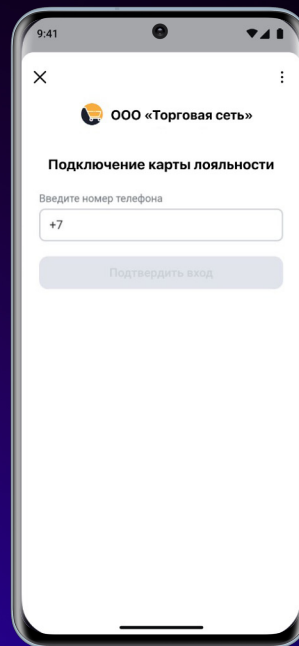 9:41
ООО «Торговая сеть»
Подключение карты лояльности
Введите номер телефона
+7
Подтвердить вход